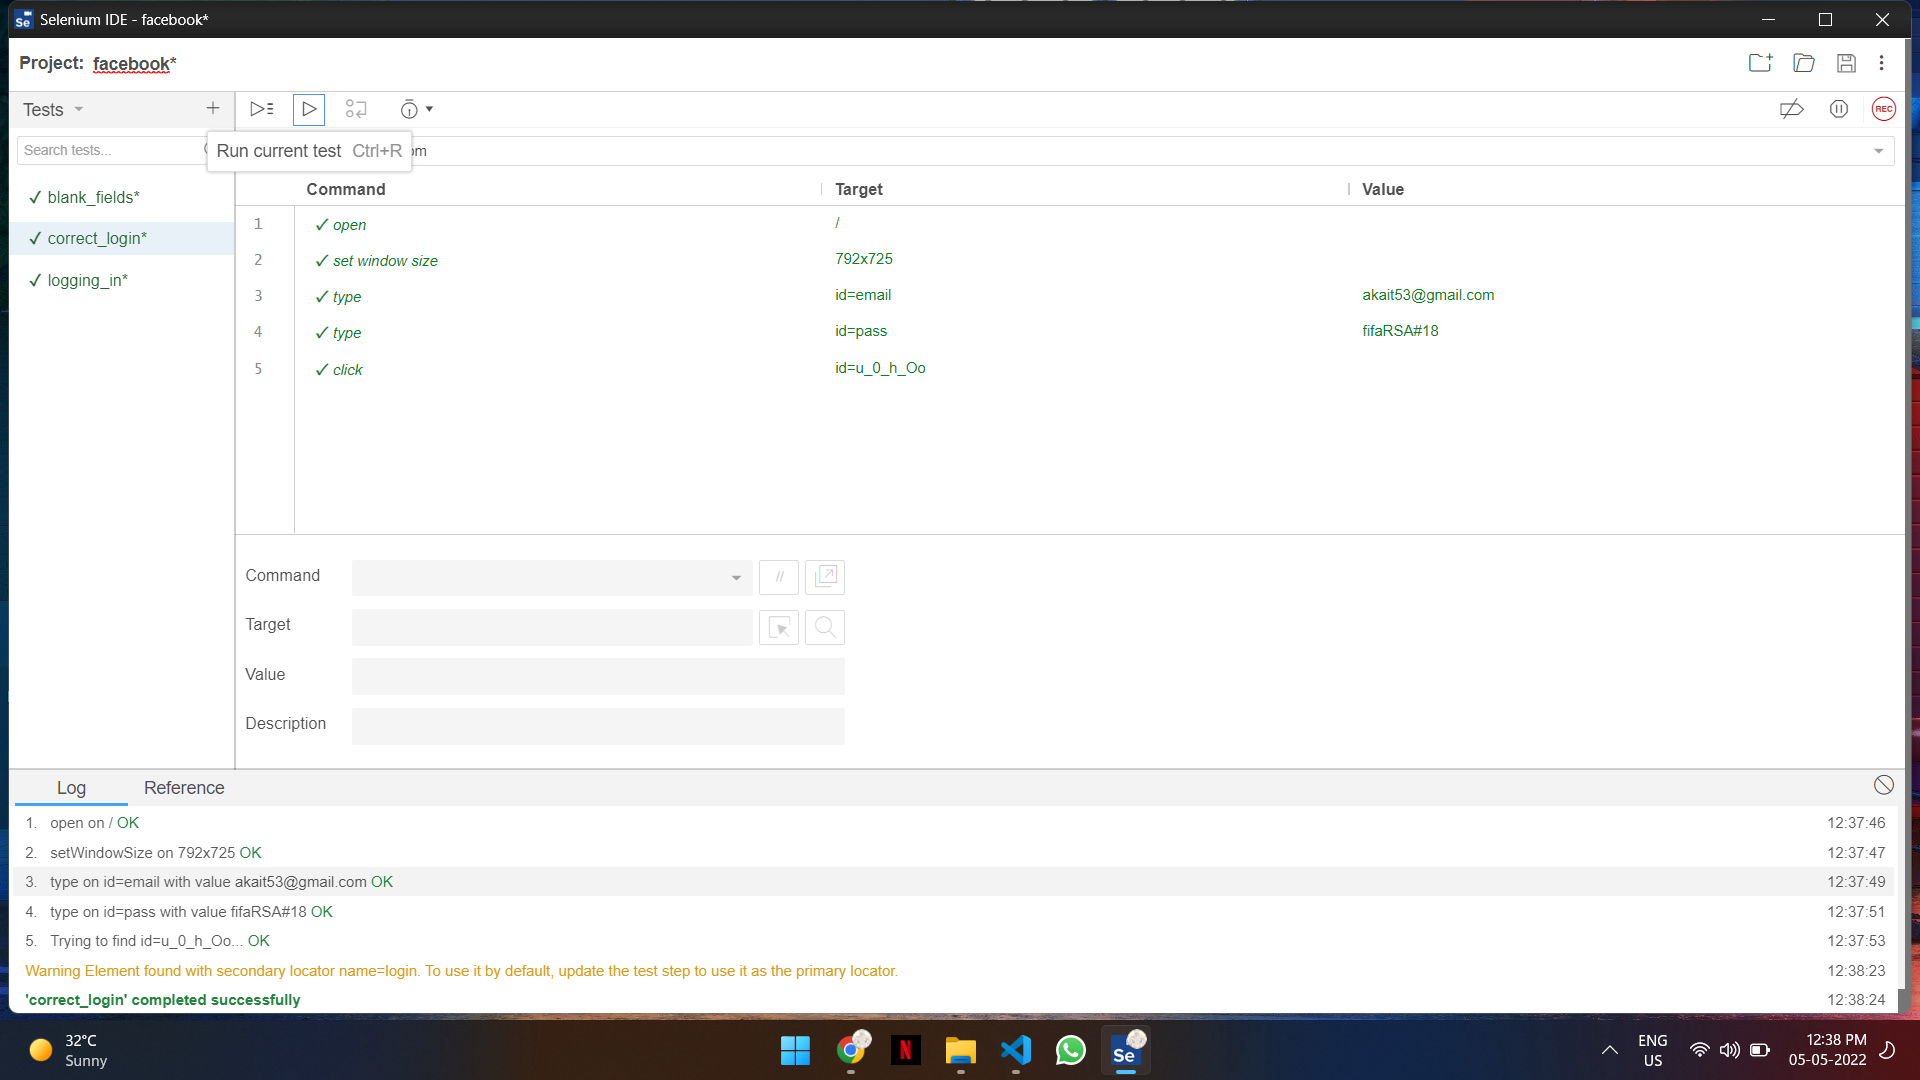 Selenium IDE - facebook*
Project: facebook*
Tests
REC
Search tests...
Run current test Ctrl+R
om
Command Target Value
blank_fields*
correct_login*
logging_in*
1 open /
2 set window size 792x725
3 type id=email akait53@gmail.com
4 type id=pass fifaRSA#18
5 click id=u_0_h_Oo
Command //
Target
Value
Description
Log Reference
1. open on / OK 12:37:46
2. setWindowSize on 792x725 OK 12:37:47
3. type on id=email with value akait53@gmail.com OK 12:37:49
4. type on id=pass with value fifaRSA#18 OK 12:37:51
5. Trying to find id=u_0_h_Oo... OK 12:37:53
Warning Element found with secondary locator name=login. To use it by default, update the test step to use it as the primary locator. 12:38:23
'correct_login' completed successfully 12:38:24
32°C
Sunny
N
Se
ENG
US
12:38 PM
05-05-2022